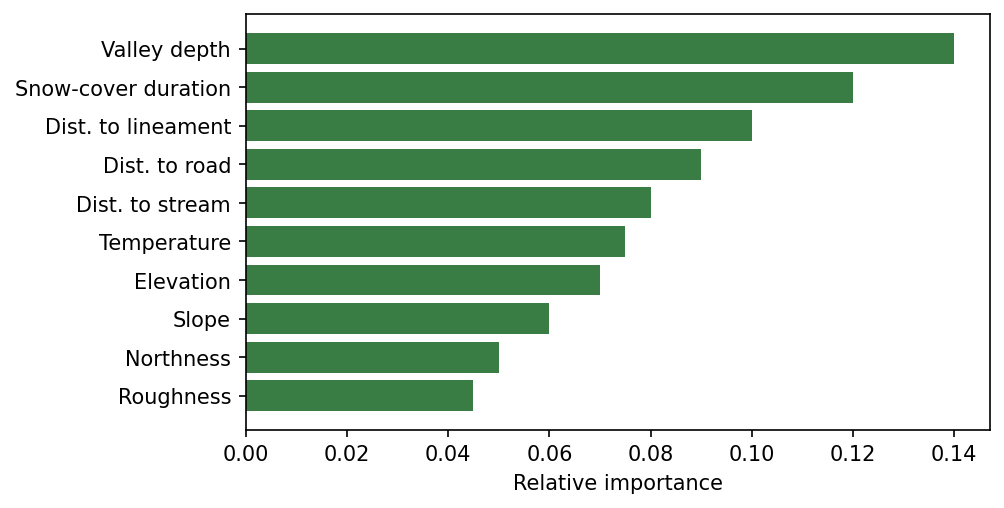 Valley depth
Snow-cover duration
Dist. to lineament
Dist. to road
Dist. to stream
Temperature
Elevation
Slope
Northness
Roughness
0.00 0.02 0.04 0.06 0.08 0.10 0.12 0.14
Relative importance